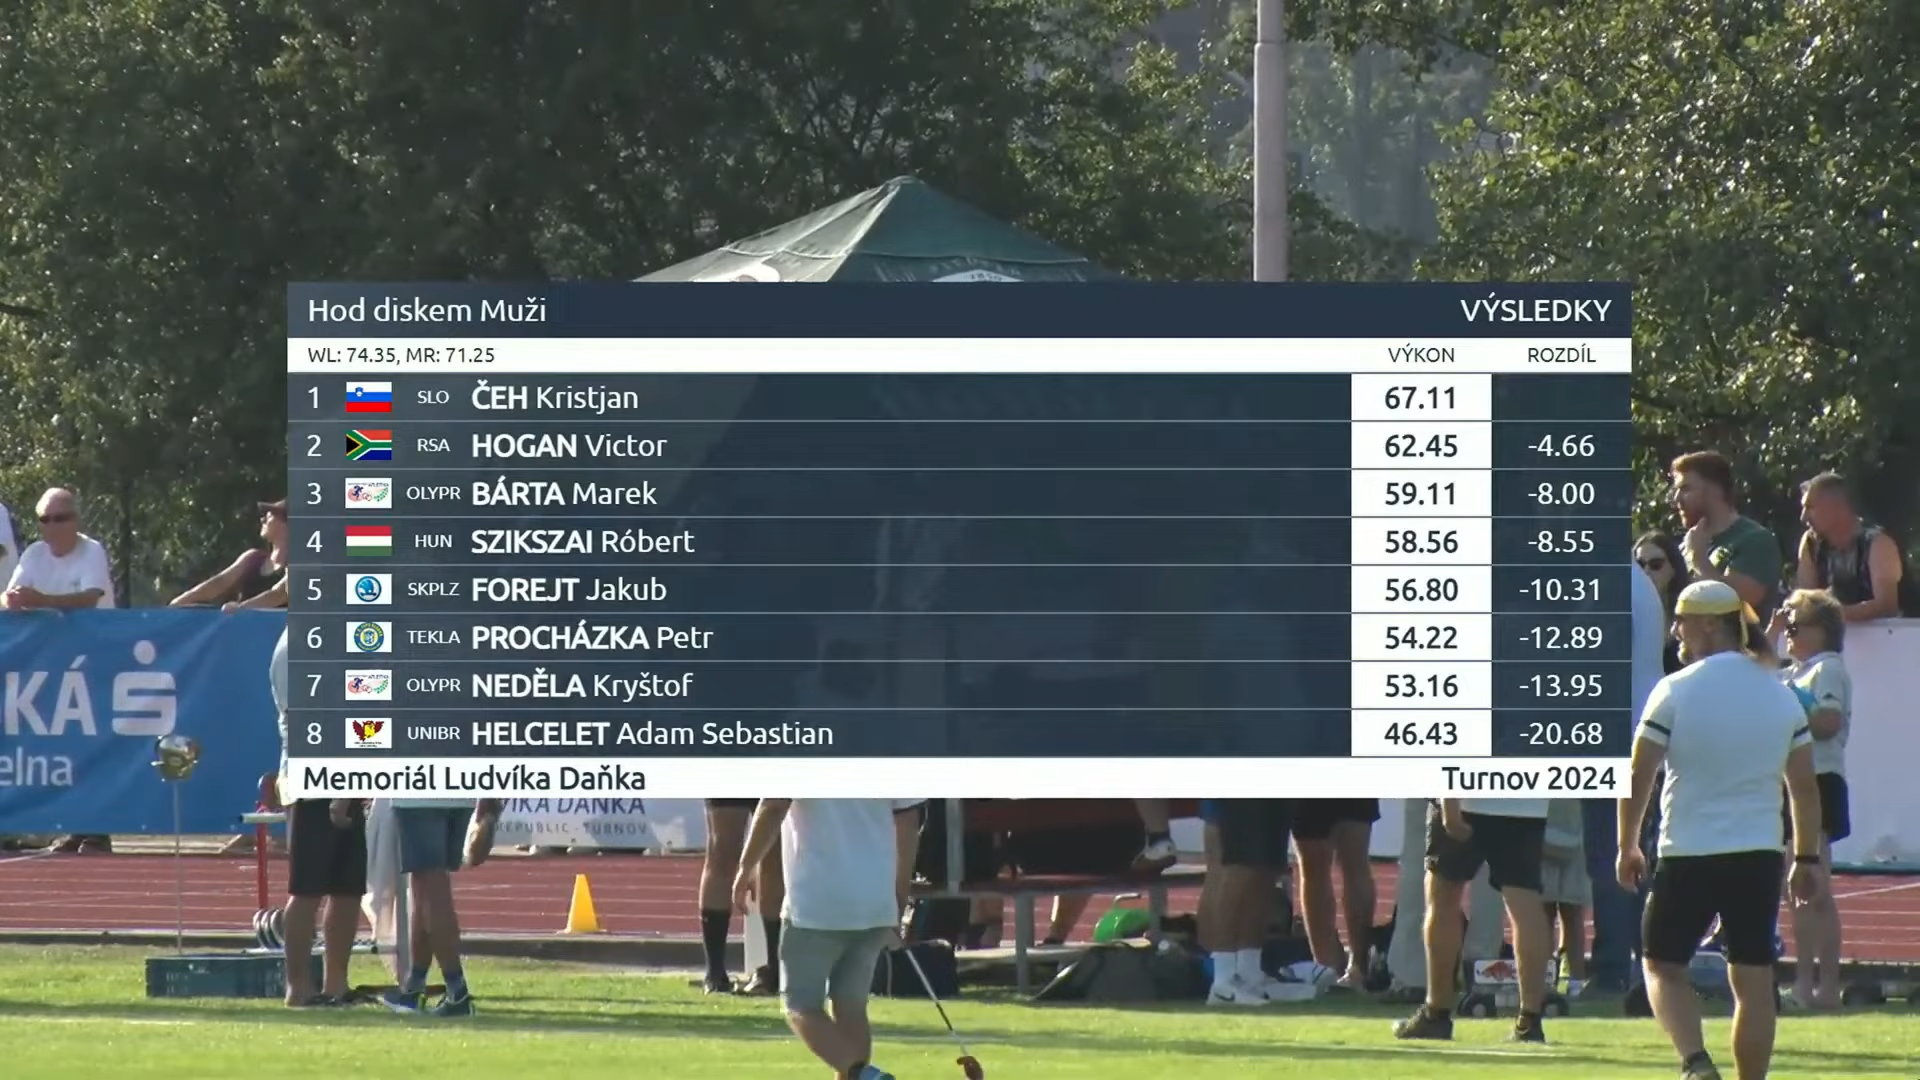 Hod diskem Muži VÝSLEDKY
WL: 74.35, MR: 71.25 VÝKON ROZDÍL
1 SLO ČEH Kristjan 67.11
2 RSA HOGAN Victor 62.45 -4.66
3 OLYPR BÁRTA Marek 59.11 -8.00
4 HUN SZIKSZAI Róbert 58.56 -8.55
5 SKPLZ FOREJT Jakub 56.80 -10.31
6 TEKLA PROCHÁZKA Petr 54.22 -12.89
7 OLYPR NEDĚLA Kryštof 53.16 -13.95
8 UNIBR HELCELET Adam Sebastian 46.43 -20.68
Memoriál Ludvíka Daňka Turnov 2024
KÁ
elna
VÍKA DAŇKA
REPUBLIC - TURNOV